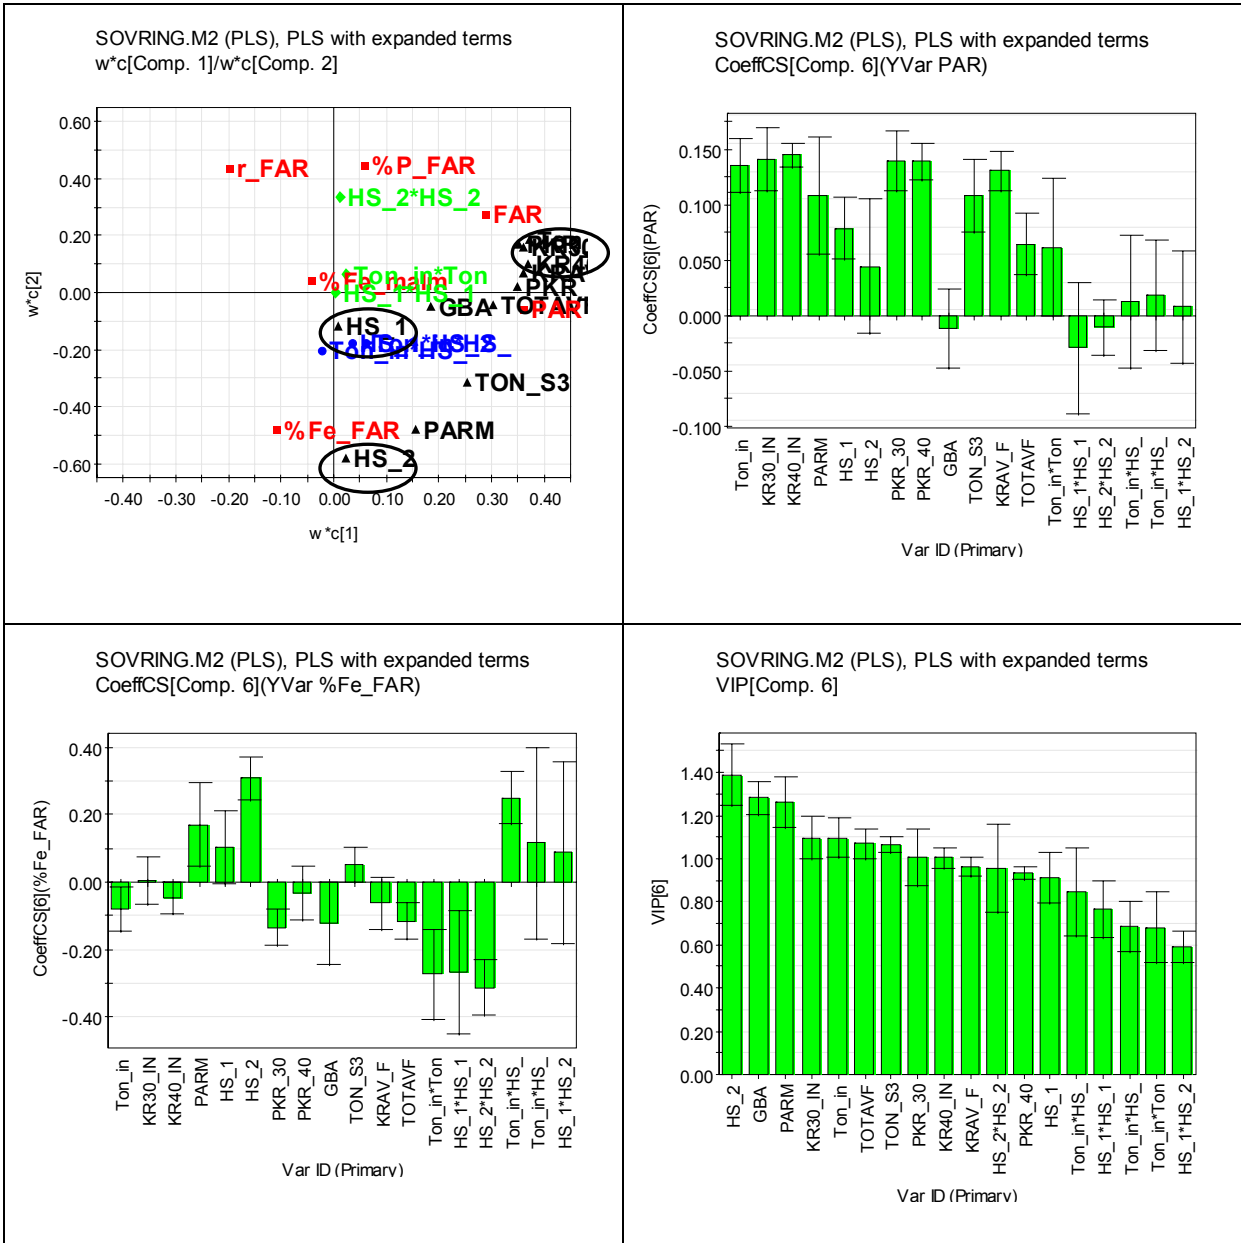 SOVRING.M2 (PLS), PLS with expanded terms
w*c[Comp. 1]/w*c[Comp. 2]
0.60
0.40
0.20
0.00
-0.20
-0.40
-0.60
w*c[2]
r_FAR
%P_FAR
HS_2*HS_2
FAR
Ton_in*Ton
%Fe_malm
HS_1*HS_1
PKR
GBA
TOTAV
PAR
HS_1
TON_S3
%Fe_FAR
PARM
HS_2
-0.40
-0.30
-0.20
-0.10
0.00
0.10
0.20
0.30
0.40
w*c[1]
SOVRING.M2 (PLS), PLS with expanded terms
CoeffCS[Comp. 6](YVar PAR)
0.150
0.100
0.050
0.000
-0.050
-0.100
CoeffCS[6](PAR)
Ton_in
KR30_IN
KR40_IN
PARM
HS_1
HS_2
PKR_30
PKR_40
GBA
TON_S3
KRAV_F
TOTAVF
Ton_in*Ton
HS_1*HS_1
HS_2*HS_2
Ton_in*HS_
Ton_in*HS_
HS_1*HS_2
Var ID (Primary)
SOVRING.M2 (PLS), PLS with expanded terms
CoeffCS[Comp. 6](YVar %Fe_FAR)
0.40
0.20
0.00
-0.20
-0.40
CoeffCS[6](%Fe_FAR)
Ton_in
KR30_IN
KR40_IN
PARM
HS_1
HS_2
PKR_30
PKR_40
GBA
TON_S3
KRAV_F
TOTAVF
Ton_in*Ton
HS_1*HS_1
HS_2*HS_2
Ton_in*HS_
Ton_in*HS_
HS_1*HS_2
Var ID (Primary)
SOVRING.M2 (PLS), PLS with expanded terms
VIP[Comp. 6]
1.40
1.20
1.00
0.80
0.60
0.40
0.20
0.00
VIP[6]
HS_2
GBA
PARM
KR30_IN
Ton_in
TOTAVF
TON_S3
PKR_30
KR40_IN
KRAV_F
HS_2*HS_2
PKR_40
HS_1
Ton_in*HS_
HS_1*HS_1
Ton_in*HS_
Ton_in*Ton
HS_1*HS_2
Var ID (Primary)